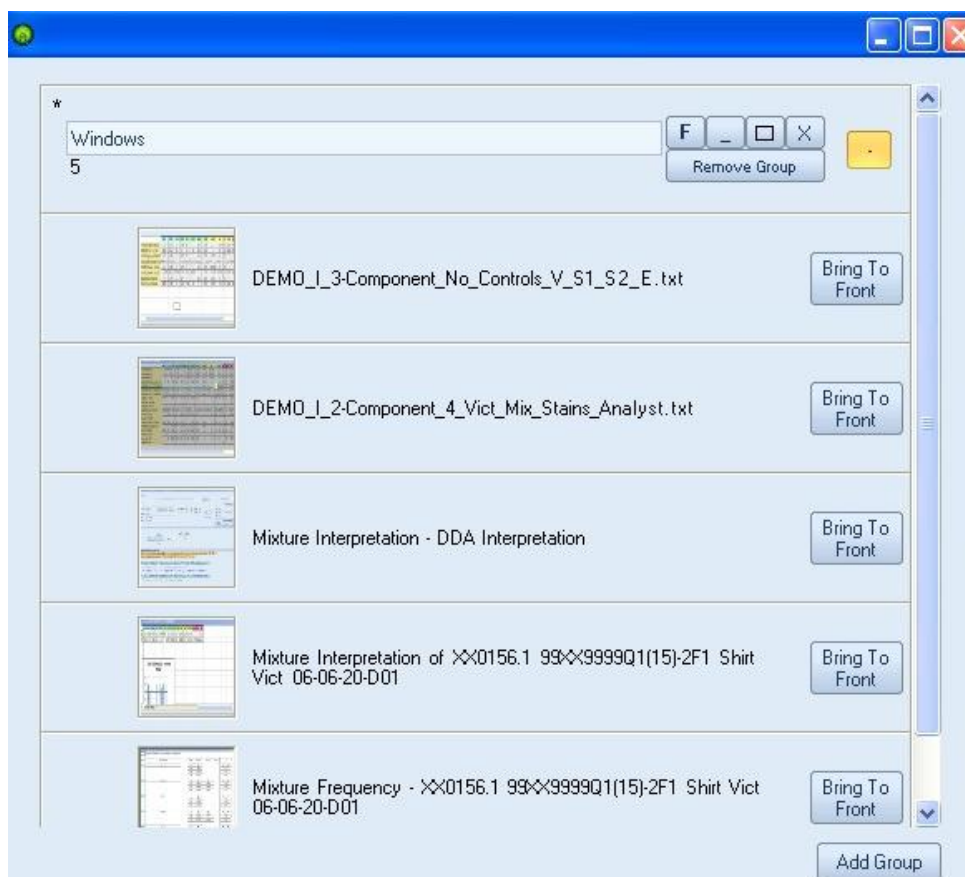 *
Windows
F _ X
5
Remove Group
.
DEMO_I_3-Component_No_Controls_V_S1_S2_E.txt
Bring To
Front
DEMO_I_2-Component_4_Vict_Mix_Stains_Analyst.txt
Bring To
Front
Mixture Interpretation - DDA Interpretation
Bring To
Front
Mixture Interpretation of XX0156.1 99XX9999Q1(15)-2F1 Shirt
Vict 06-06-20-D01
Bring To
Front
Mixture Frequency - XX0156.1 99XX9999Q1(15)-2F1 Shirt Vict
06-06-20-D01
Bring To
Front
Add Group